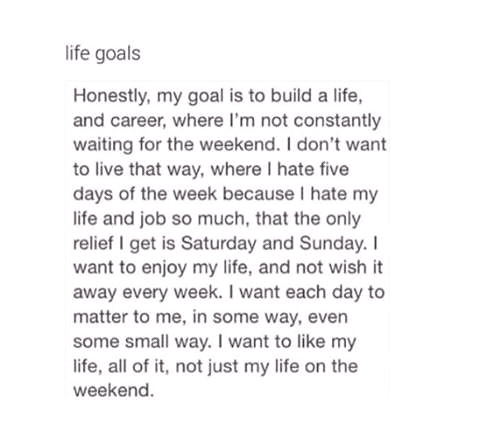 life goals
Honestly, my goal is to build a life,
and career, where I'm not constantly
waiting for the weekend. I don't want
to live that way, where I hate five
days of the week because I hate my
life and job so much, that the only
relief I get is Saturday and Sunday. I
want to enjoy my life, and not wish it
away every week. I want each day to
matter to me, in some way, even
some small way. I want to like my
life, all of it, not just my life on the
weekend.